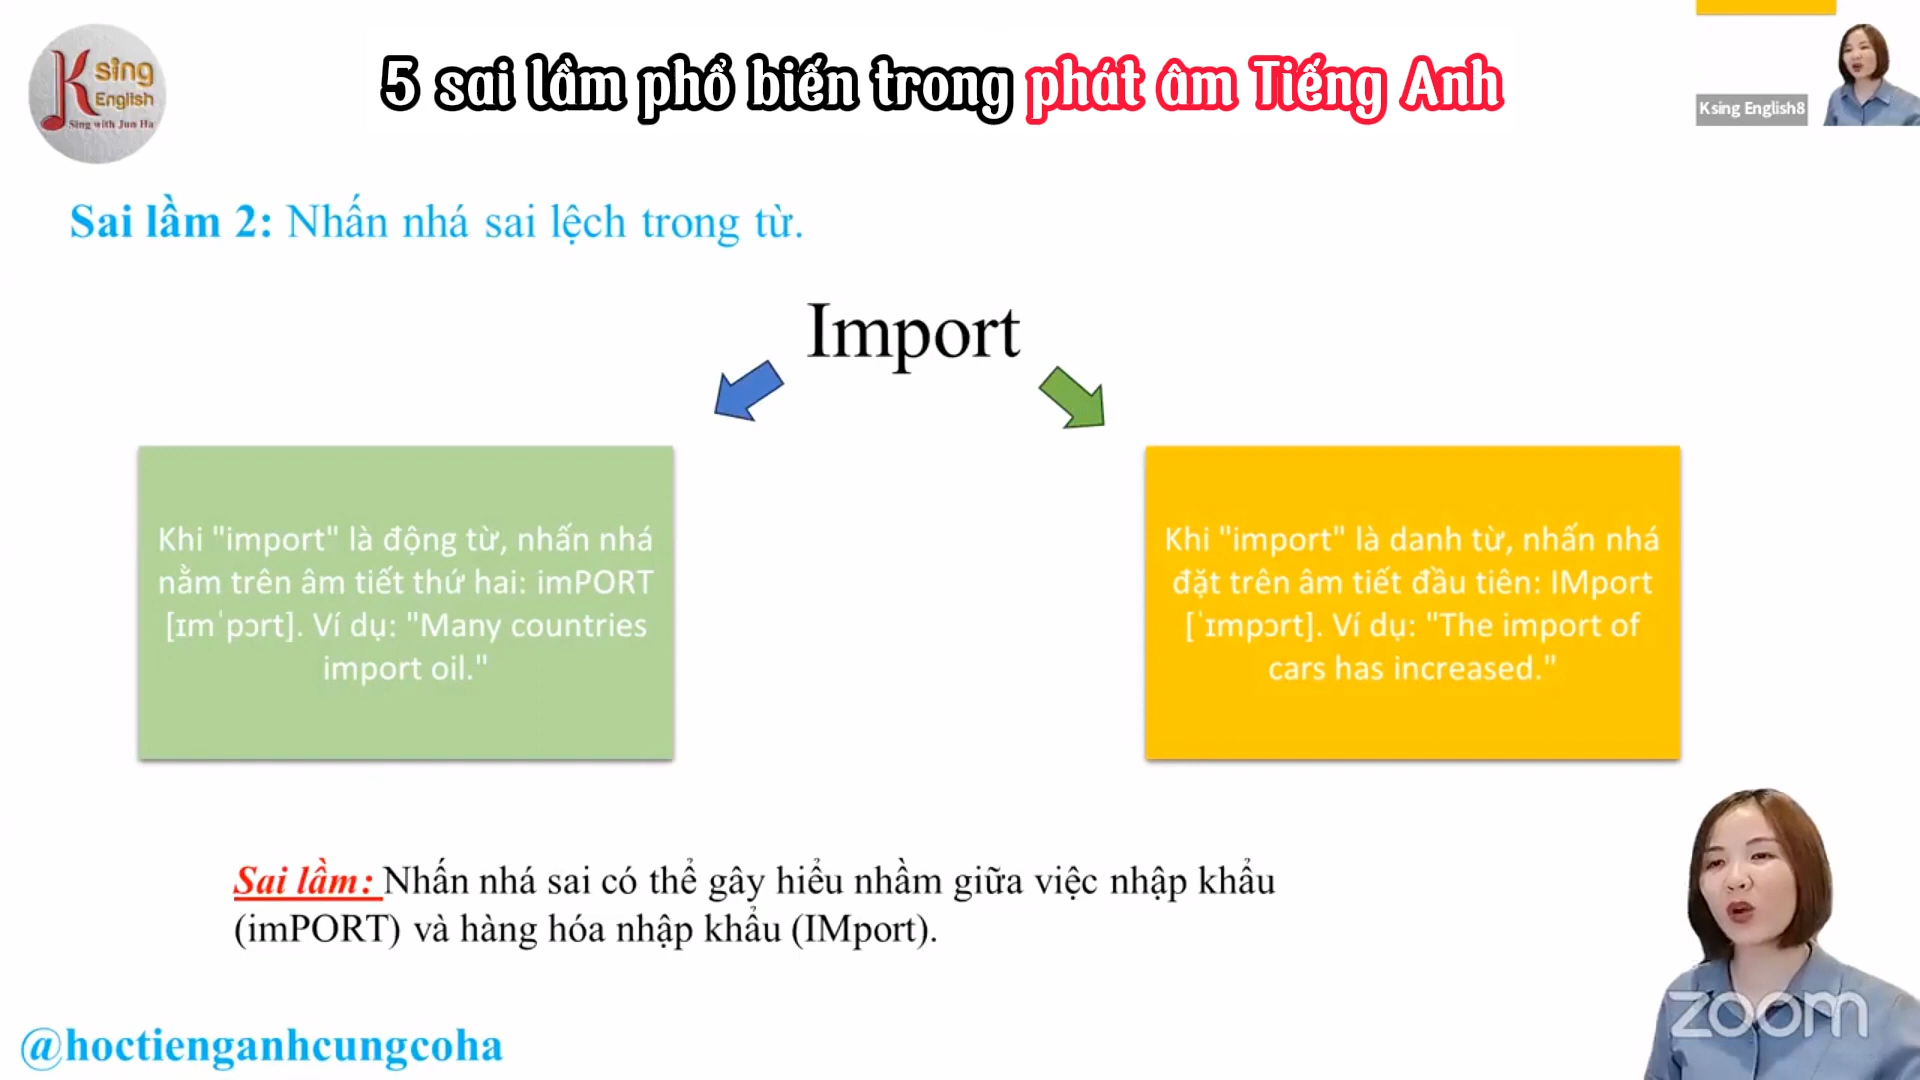 Ksing
English
Sing with Jun Ha
5 sai lầm phổ biến trong phát âm Tiếng Anh
Ksing English8
Sai lầm 2: Nhấn nhá sai lệch trong từ.
Import
Khi "import" là động từ, nhấn nhá
nằm trên âm tiết thứ hai: imPORT
[ɪmˈpɔrt]. Ví dụ: "Many countries
import oil."
Khi "import" là danh từ, nhấn nhá
đặt trên âm tiết đầu tiên: IMport
[ˈɪmpɔrt]. Ví dụ: "The import of
cars has increased."
Sai lầm: Nhấn nhá sai có thể gây hiểu nhầm giữa việc nhập khẩu
(imPORT) và hàng hóa nhập khẩu (IMport).
zoom
@hoctienganhcungcoha